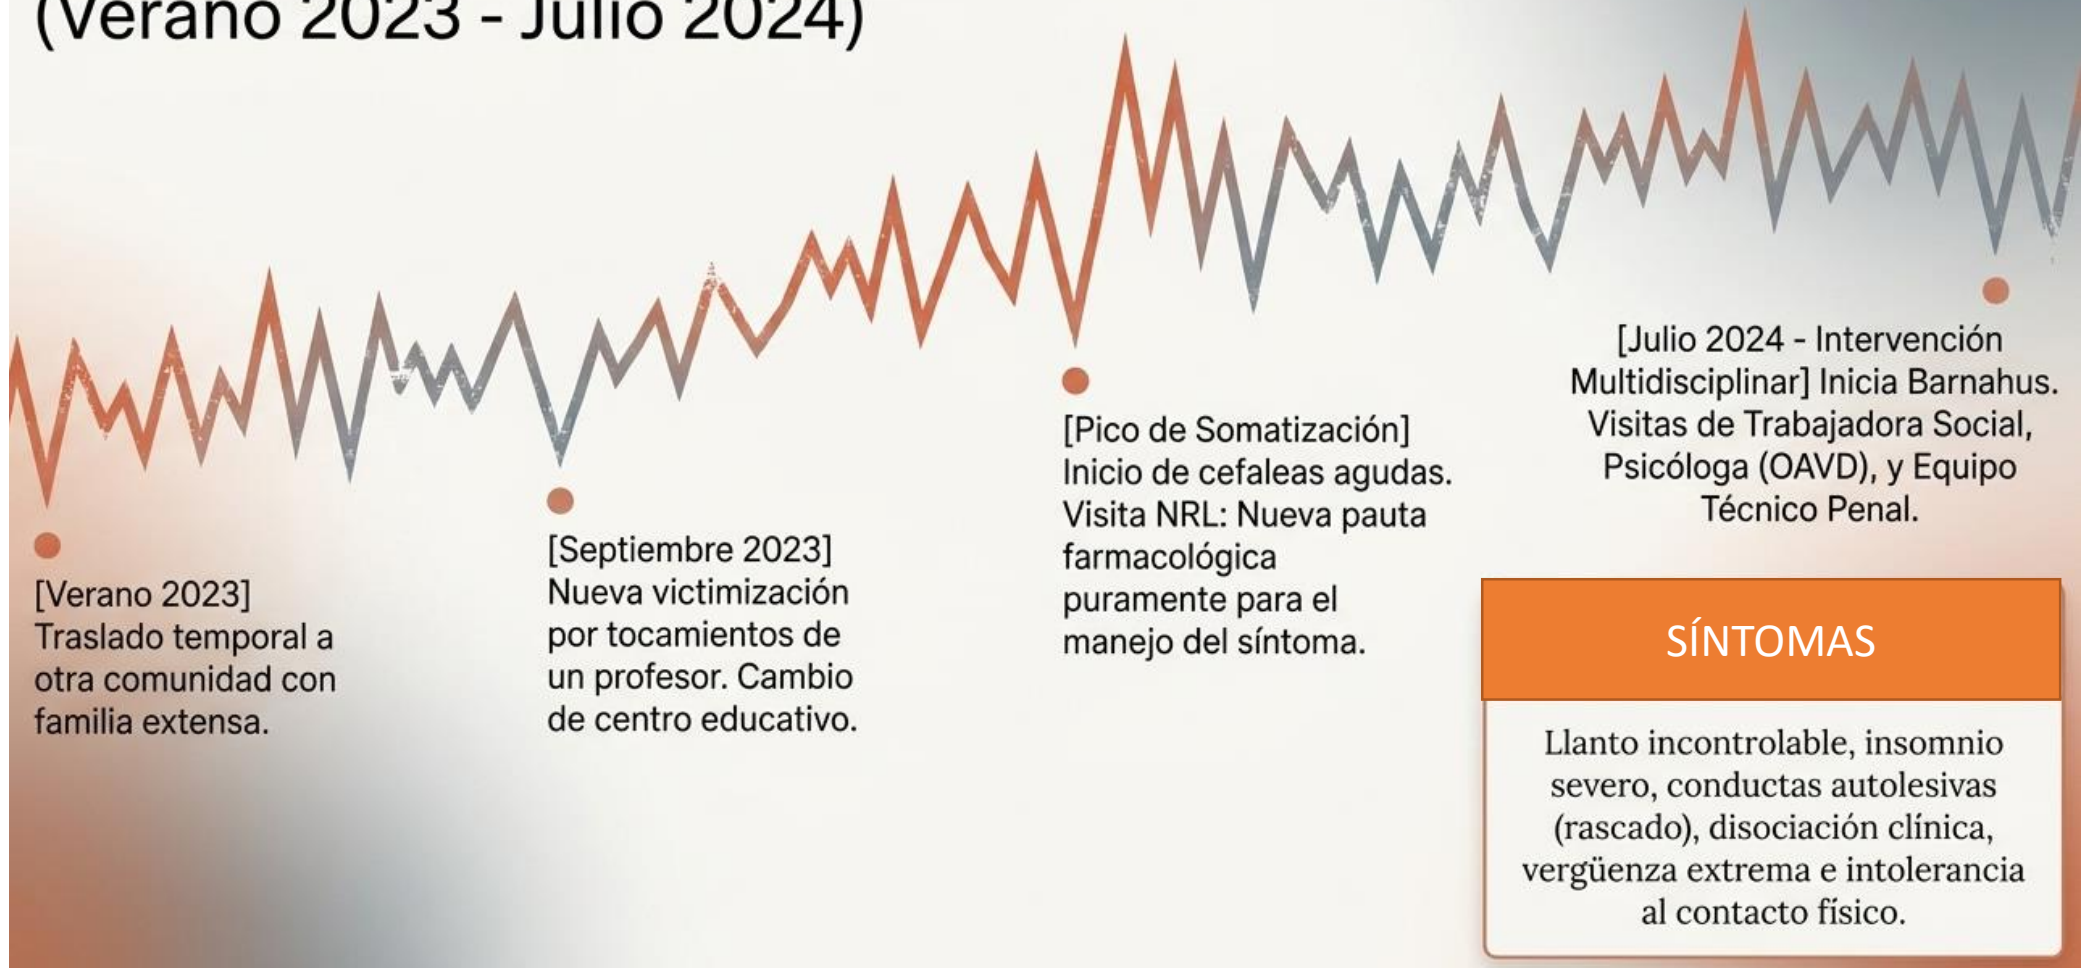 (Verano 2023 - Julio 2024)
[Verano 2023]
Traslado temporal a
otra comunidad con
familia extensa.
[Septiembre 2023]
Nueva victimización
por tocamientos de
un profesor. Cambio
de centro educativo.
[Pico de Somatización]
Inicio de cefaleas agudas.
Visita NRL: Nueva pauta
farmacológica
puramente para el
manejo del síntoma.
[Julio 2024 - Intervención
Multidisciplinar] Inicia Barnahus.
Visitas de Trabajadora Social,
Psicóloga (OAVD), y Equipo
Técnico Penal.
SÍNTOMAS
Llanto incontrolable, insomnio
severo, conductas autolesivas
(rascado), disociación clínica,
vergüenza extrema e intolerancia
al contacto físico.